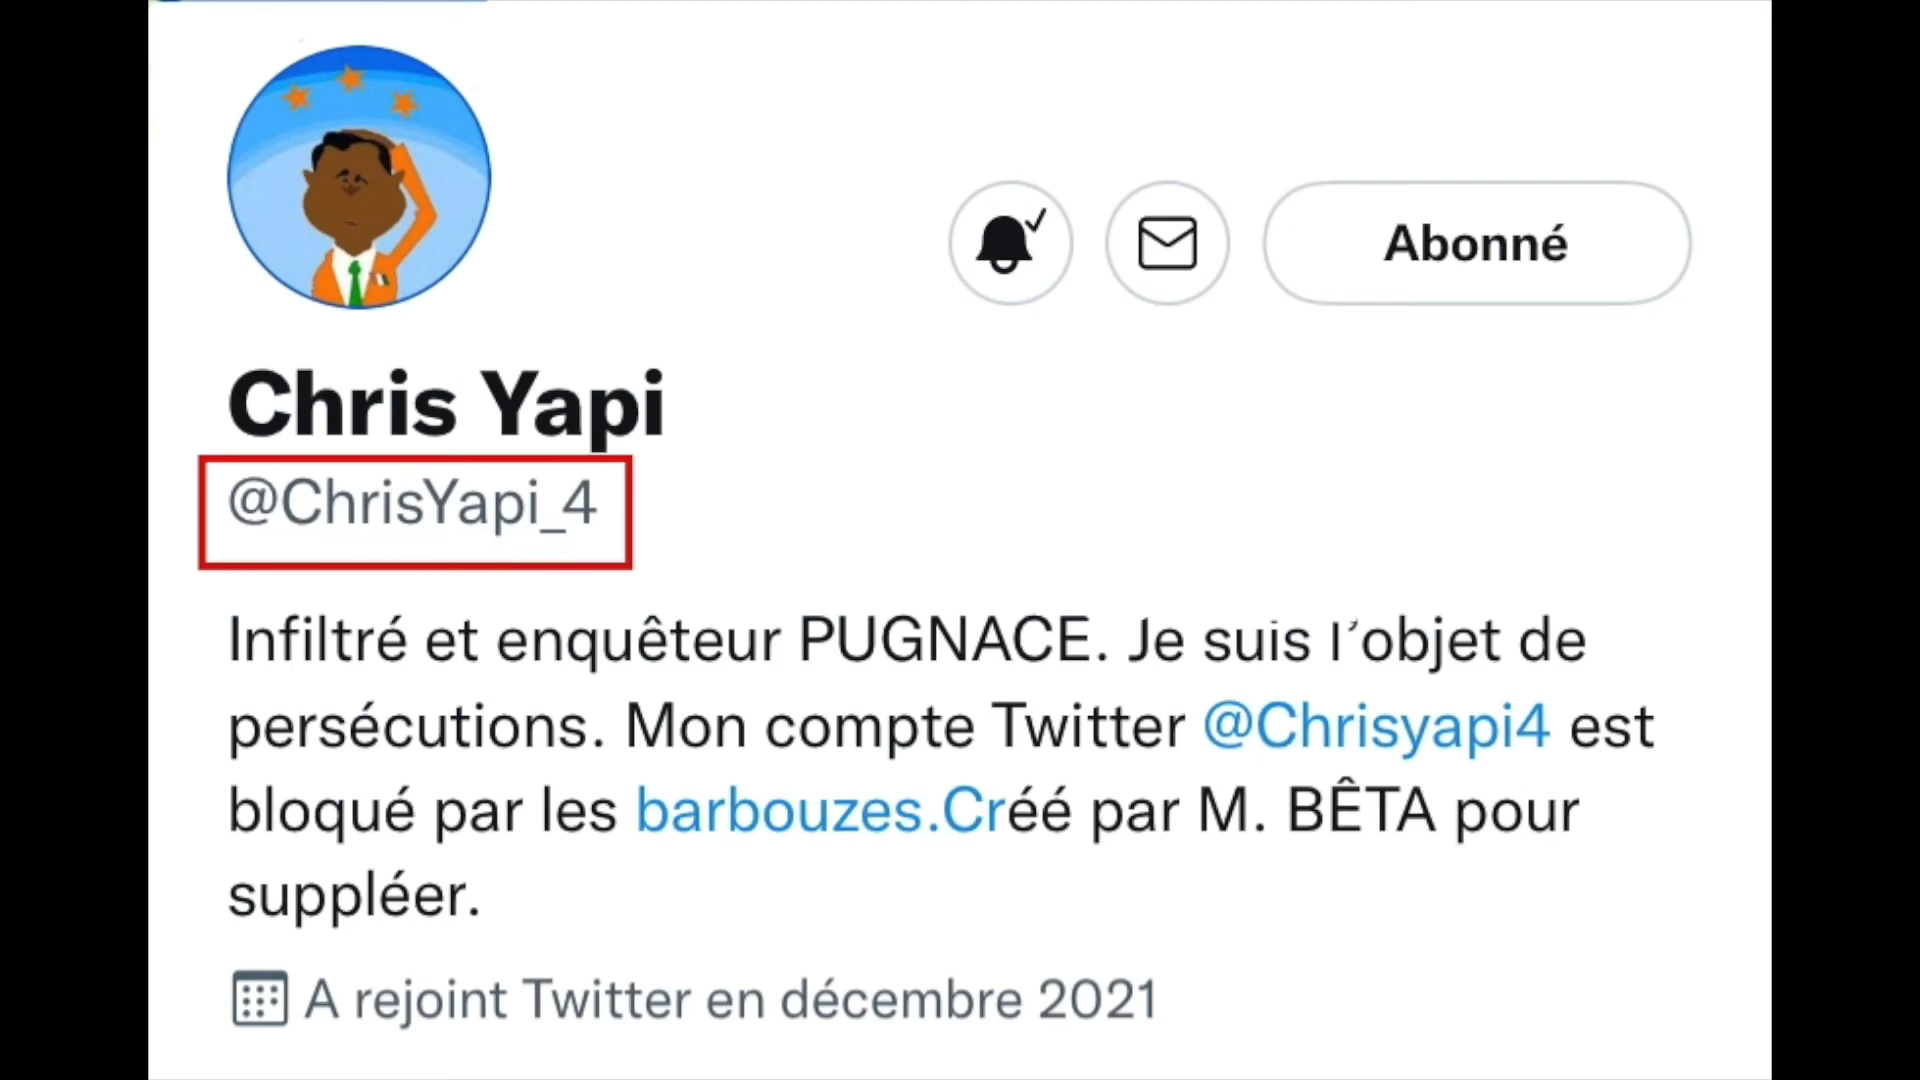 Abonné
Chris Yapi
@ChrisYapi_4
Infiltré et enquêteur PUGNACE. Je suis l’objet de
persécutions. Mon compte Twitter @Chrisyapi4 est
bloqué par les barbouzes.Créé par M. BÊTA pour
suppléer.
A rejoint Twitter en décembre 2021